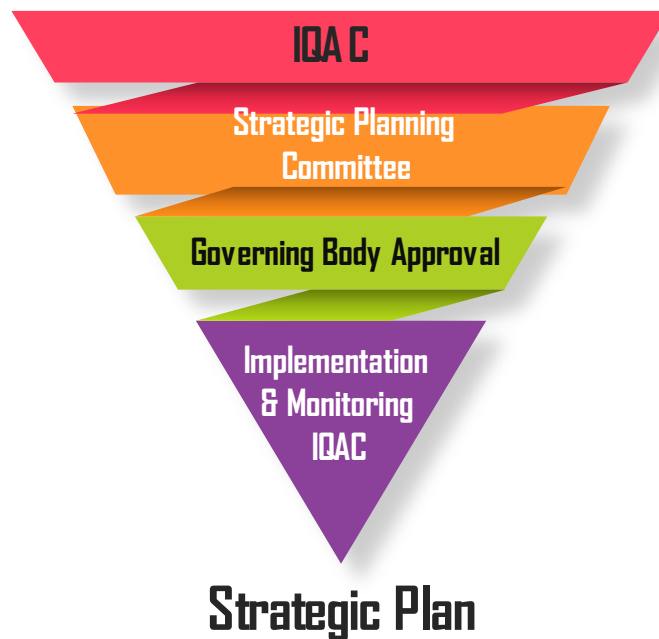 IQA C
Strategic Planning
Committee
Governing Body Approval
Implementation
& Monitoring
IQAC
Strategic Plan